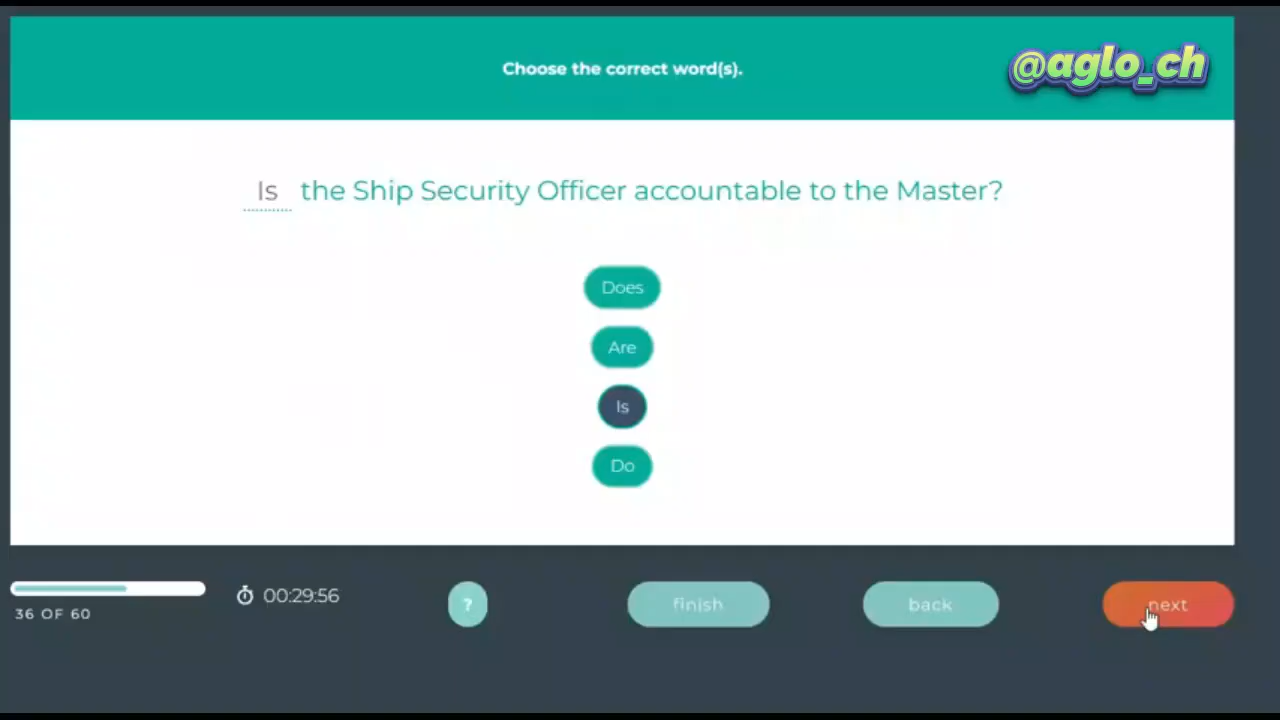 Choose the correct word(s).
@aglo_ch
Is the Ship Security Officer accountable to the Master?
Does
Are
Is
Do
00:29:56
36 OF 60
?
finish
back
next